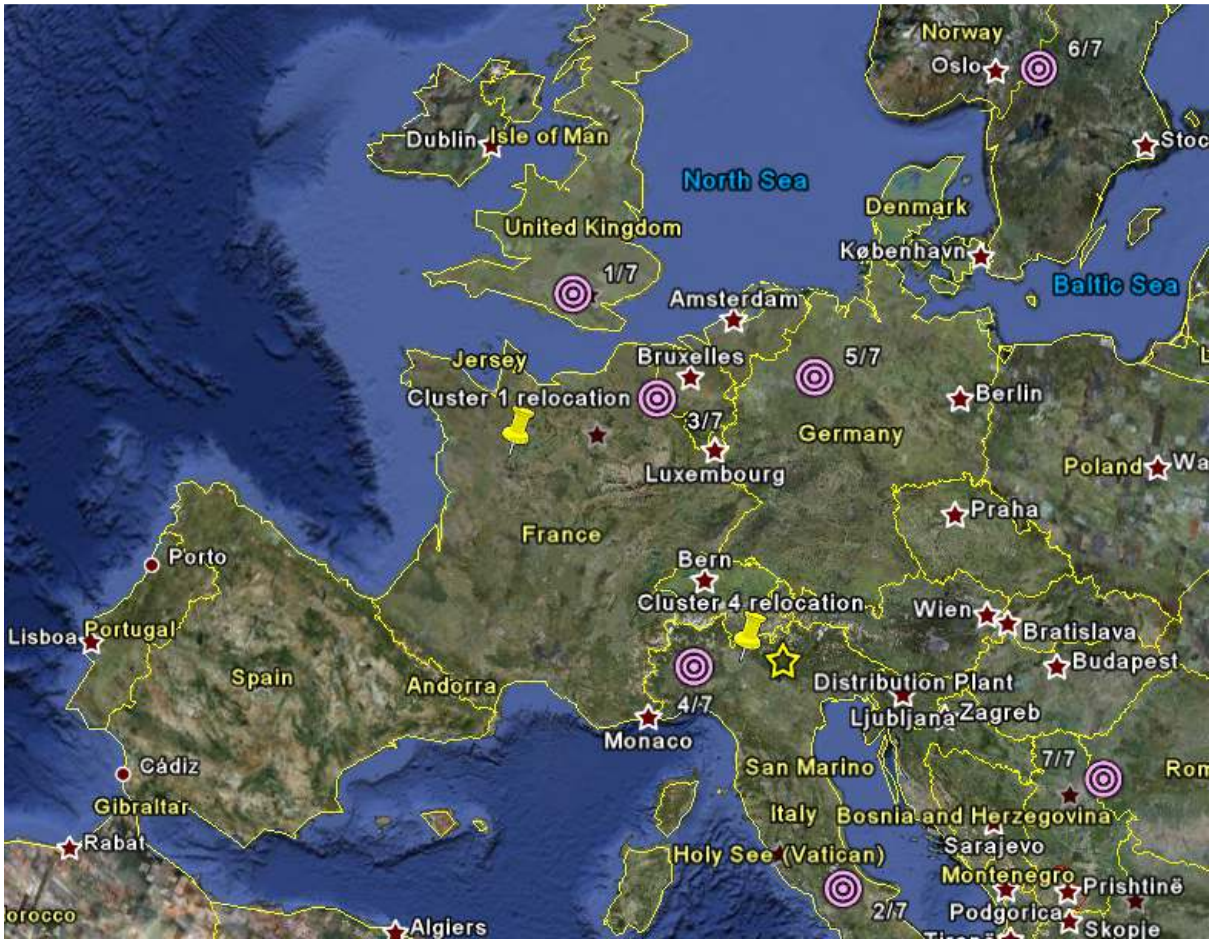 Norway
6/7
Oslo
Dublin
Isle of Man
Stoc
North Sea
Denmark
United Kingdom
København
1/7
Baltic Sea
Amsterdam
Jersey
Bruxelles
5/7
L
Cluster 1 relocation
Berlin
3/7
Germany
Luxembourg
Poland
Wa
Praha
France
Porto
Bern
Cluster 4 relocation
Wien
Lisboa
Portugal
Bratislava
Budapest
Spain
Andorra
Distribution Plant
4/7
Ljubljana
Zagreb
Monaco
7/7
Cádiz
San Marino
Rom
Gibraltar
Italy
Bosnia and Herzegovina
Rabat
Sarajevo
Holy See (Vatican)
Montenegro
Prishtinë
orocco
2/7
Podgorica
Algiers
Skopje
Tiranë